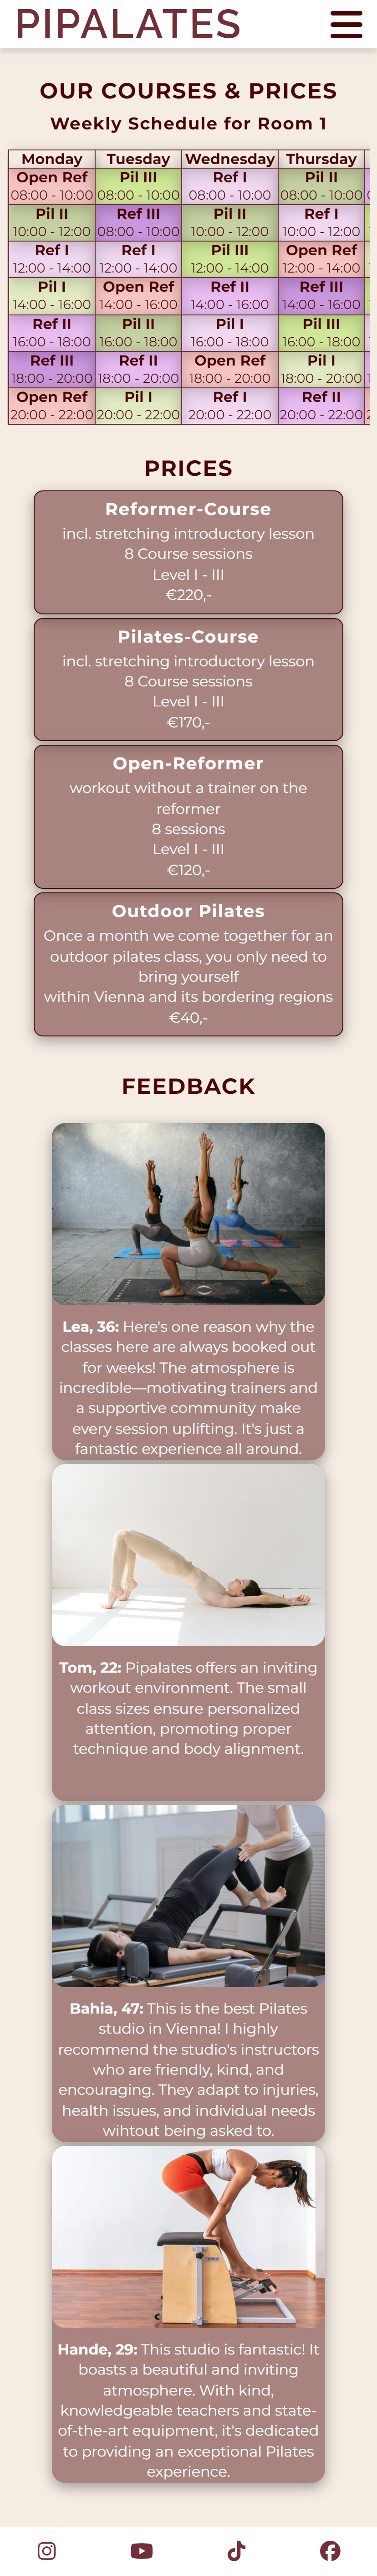 PIPALATES
OUR COURSES & PRICES
Weekly Schedule for Room 1
Monday Tuesday Wednesday Thursday
Open Ref Pil III Ref I Pil II
08:00 - 10:00 08:00 - 10:00 08:00 - 10:00 08:00 - 10:00
Pil II Ref III Pil II Ref I
10:00 - 12:00 08:00 - 10:00 10:00 - 12:00 10:00 - 12:00
Ref I Ref I Pil III Open Ref
12:00 - 14:00 12:00 - 14:00 12:00 - 14:00 12:00 - 14:00
Pil I Open Ref Ref II Ref III
14:00 - 16:00 14:00 - 16:00 14:00 - 16:00 14:00 - 16:00
Ref II Pil II Pil I Pil III
16:00 - 18:00 16:00 - 18:00 16:00 - 18:00 16:00 - 18:00
Ref III Ref II Open Ref Pil I
18:00 - 20:00 18:00 - 20:00 18:00 - 20:00 18:00 - 20:00
Open Ref Pil I Ref I Ref II
20:00 - 22:00 20:00 - 22:00 20:00 - 22:00 20:00 - 22:00
PRICES
Reformer-Course
incl. stretching introductory lesson
8 Course sessions
Level I - III
€220,-
Pilates-Course
incl. stretching introductory lesson
8 Course sessions
Level I - III
€170,-
Open-Reformer
workout without a trainer on the
reformer
8 sessions
Level I - III
€120,-
Outdoor Pilates
Once a month we come together for an
outdoor pilates class, you only need to
bring yourself
within Vienna and its bordering regions
€40,-
FEEDBACK
Lea, 36: Here's one reason why the
classes here are always booked out
for weeks! The atmosphere is
incredible—motivating trainers and
a supportive community make
every session uplifting. It's just a
fantastic experience all around.
Tom, 22: Pipalates offers an inviting
workout environment. The small
class sizes ensure personalized
attention, promoting proper
technique and body alignment.
Bahia, 47: This is the best Pilates
studio in Vienna! I highly
recommend the studio's instructors
who are friendly, kind, and
encouraging. They adapt to injuries,
health issues, and individual needs
wihtout being asked to.
Hande, 29: This studio is fantastic! It
boasts a beautiful and inviting
atmosphere. With kind,
knowledgeable teachers and state-
of-the-art equipment, it's dedicated
to providing an exceptional Pilates
experience.